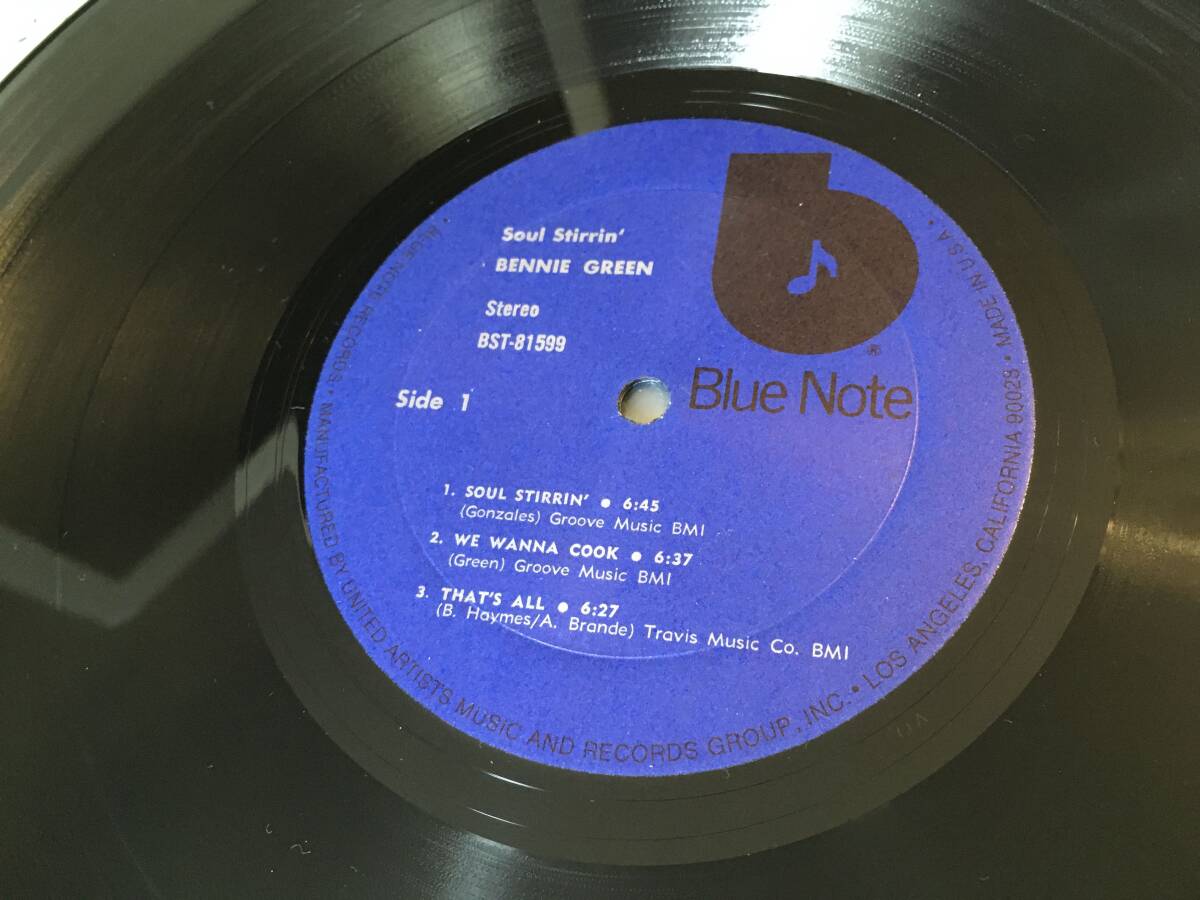 Soul Stirrin'
BENNIE GREEN
Stereo
BST-81599
Side 1
b
®
Blue Note
1. SOUL STIRRIN' • 6:45
(Gonzales) Groove Music BMI
2. WE WANNA COOK • 6:37
(Green) Groove Music BMI
3. THAT'S ALL • 6:27
(B. Haymes/A. Brande) Travis Music Co. BMI
• BLUE NOTE RECORDS • MANUFACTURED BY UNITED ARTISTS MUSIC AND RECORDS GROUP, INC. • LOS ANGELES, CALIFORNIA 90028 • MADE IN U.S.A. •